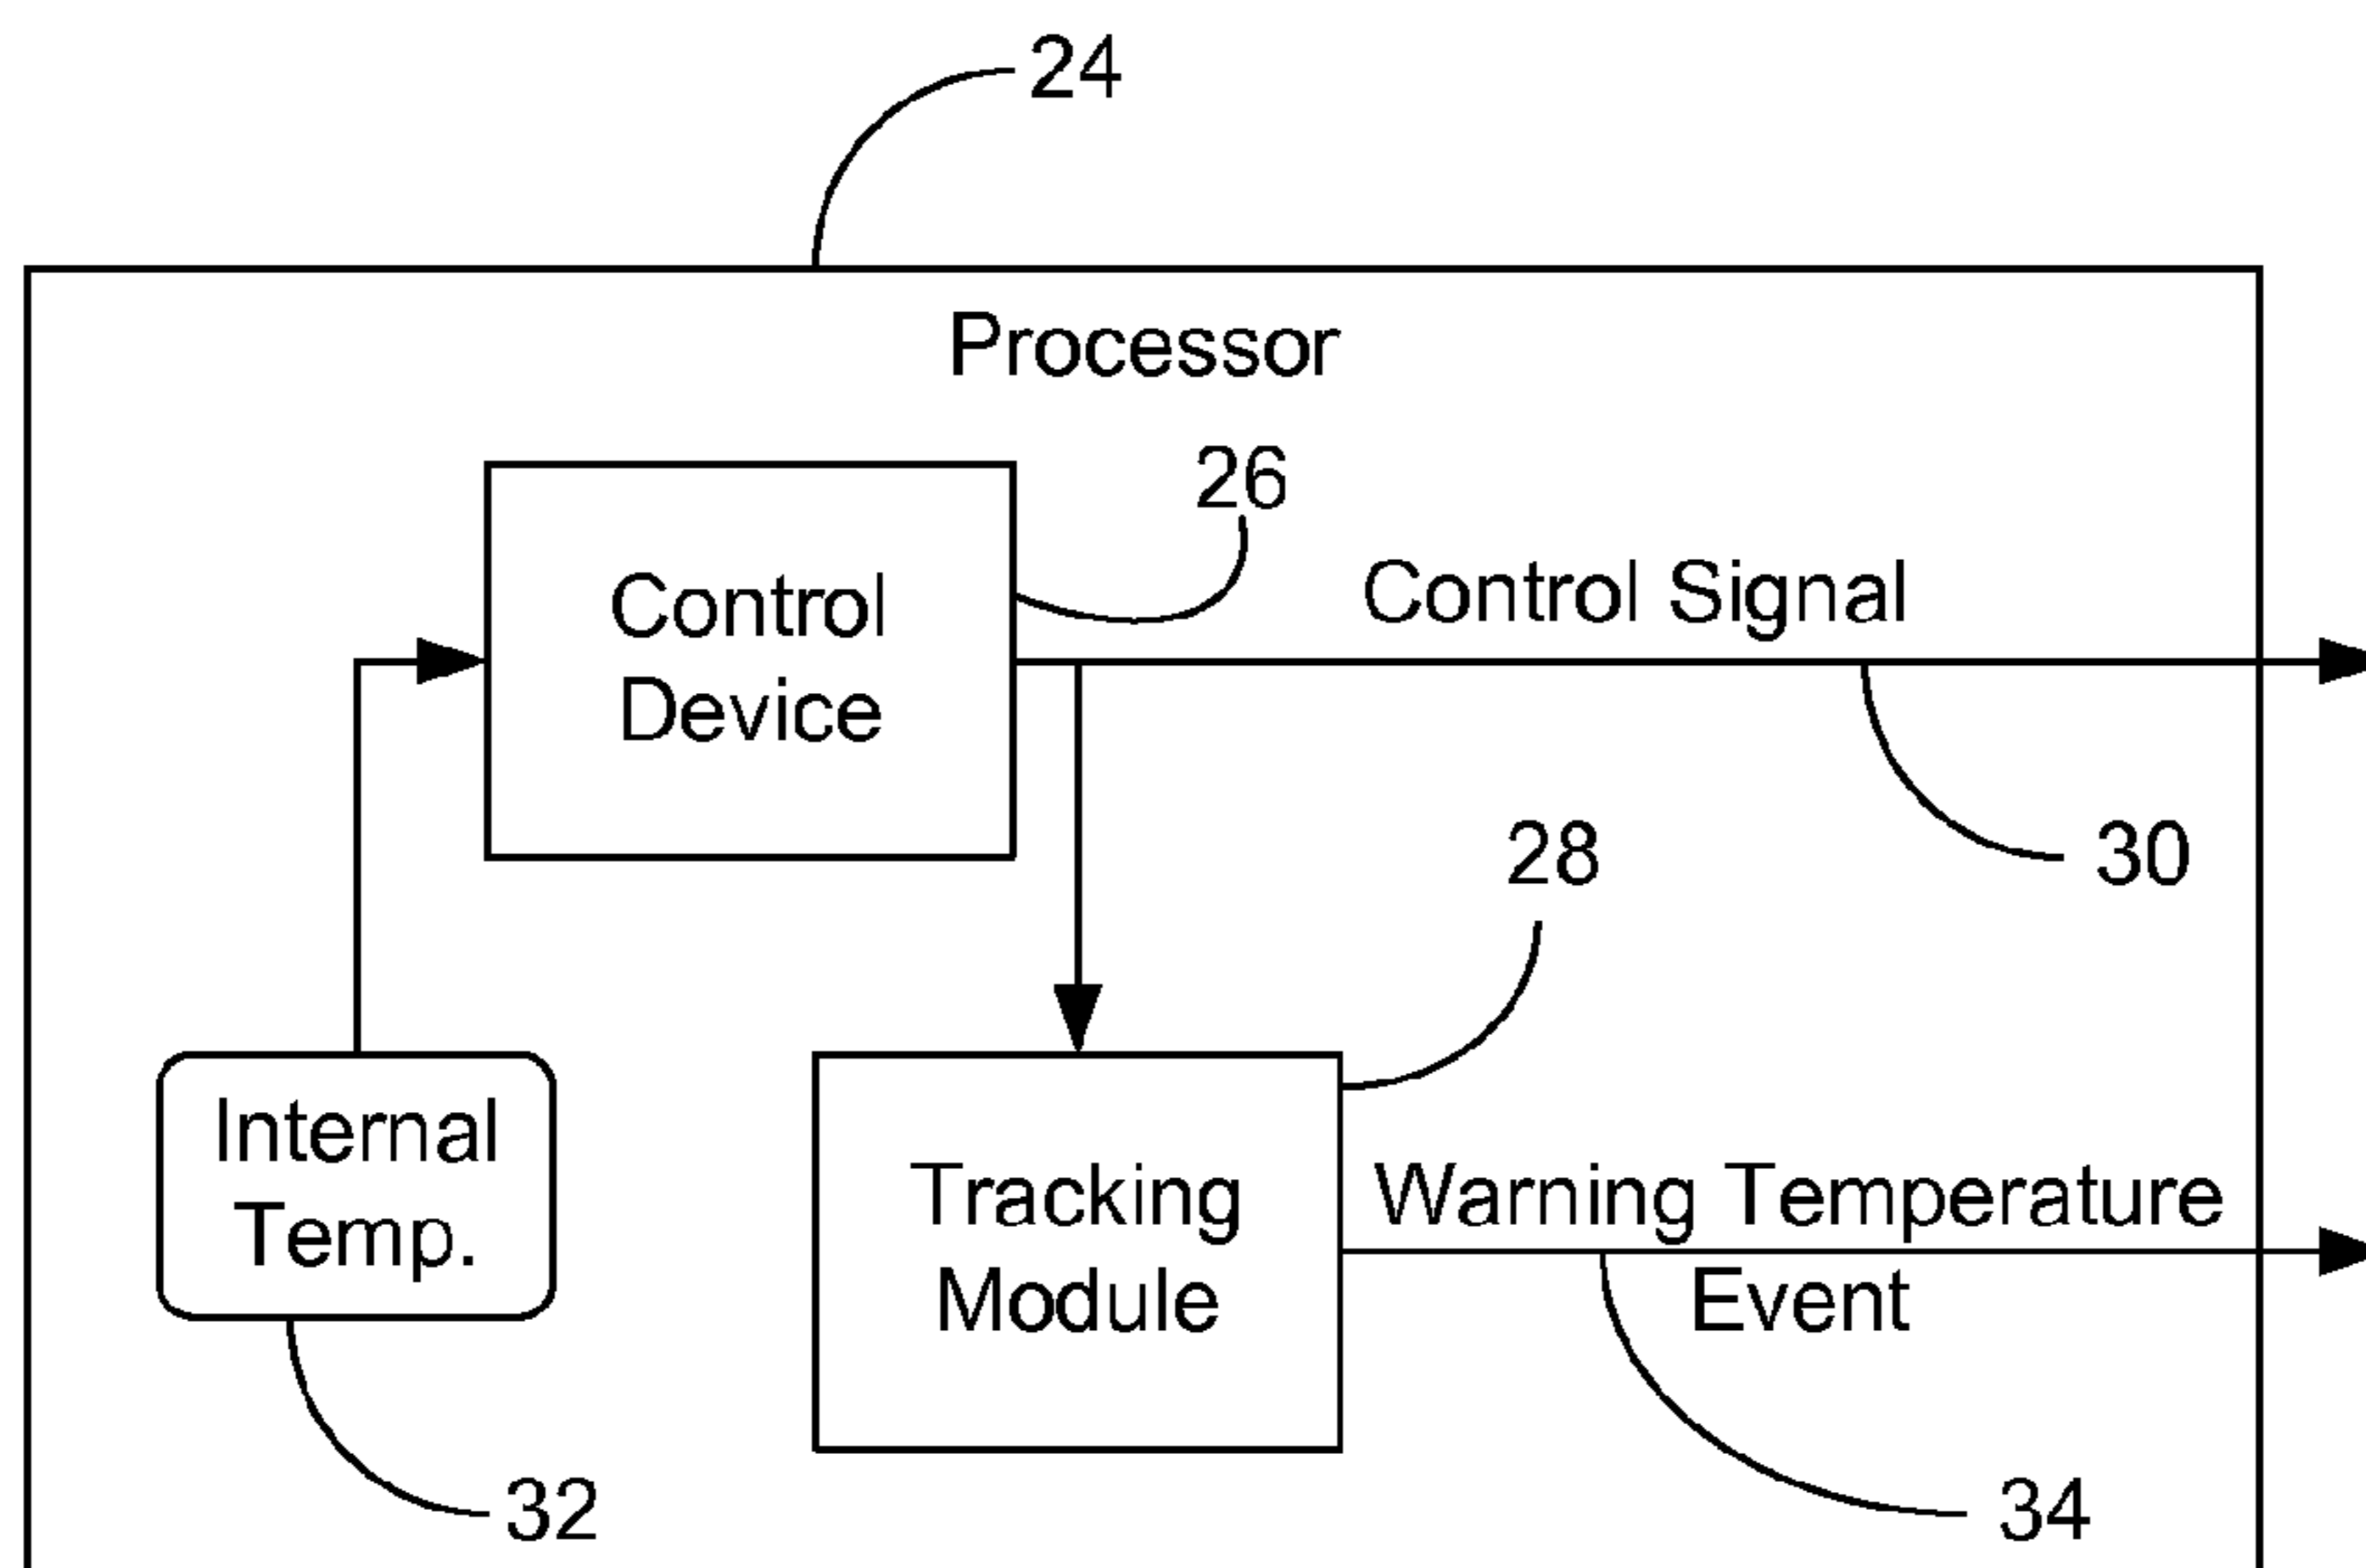 24
Processor
26
Control
Device
Control Signal
28
30
Internal
Temp.
Tracking
Module
Warning Temperature
Event
32
34